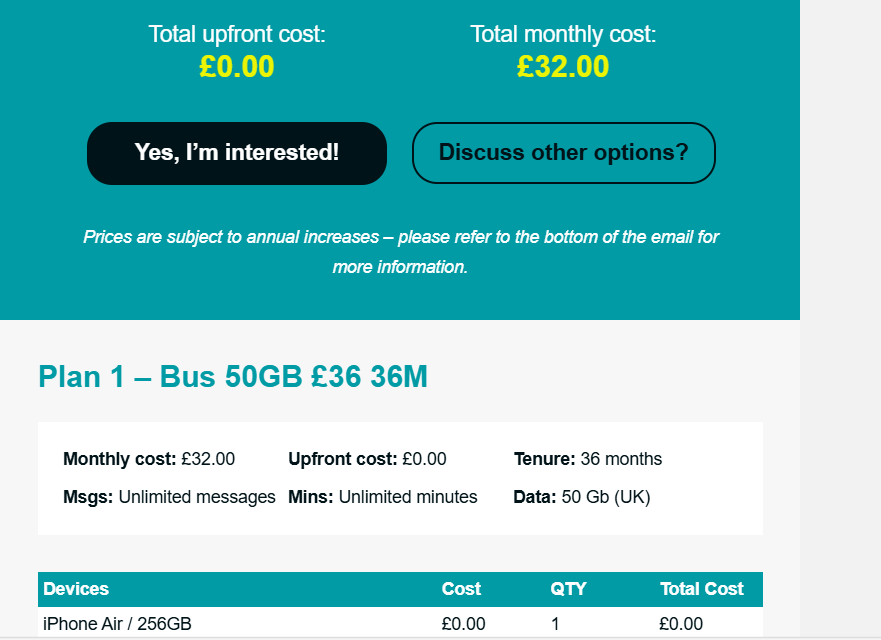 Total upfront cost: Total monthly cost:
£0.00 £32.00
Yes, I’m interested! Discuss other options?
Prices are subject to annual increases – please refer to the bottom of the email for
more information.
Plan 1 – Bus 50GB £36 36M
Monthly cost: £32.00 Upfront cost: £0.00 Tenure: 36 months
Msgs: Unlimited messages Mins: Unlimited minutes Data: 50 Gb (UK)
Devices Cost QTY Total Cost
iPhone Air / 256GB £0.00 1 £0.00